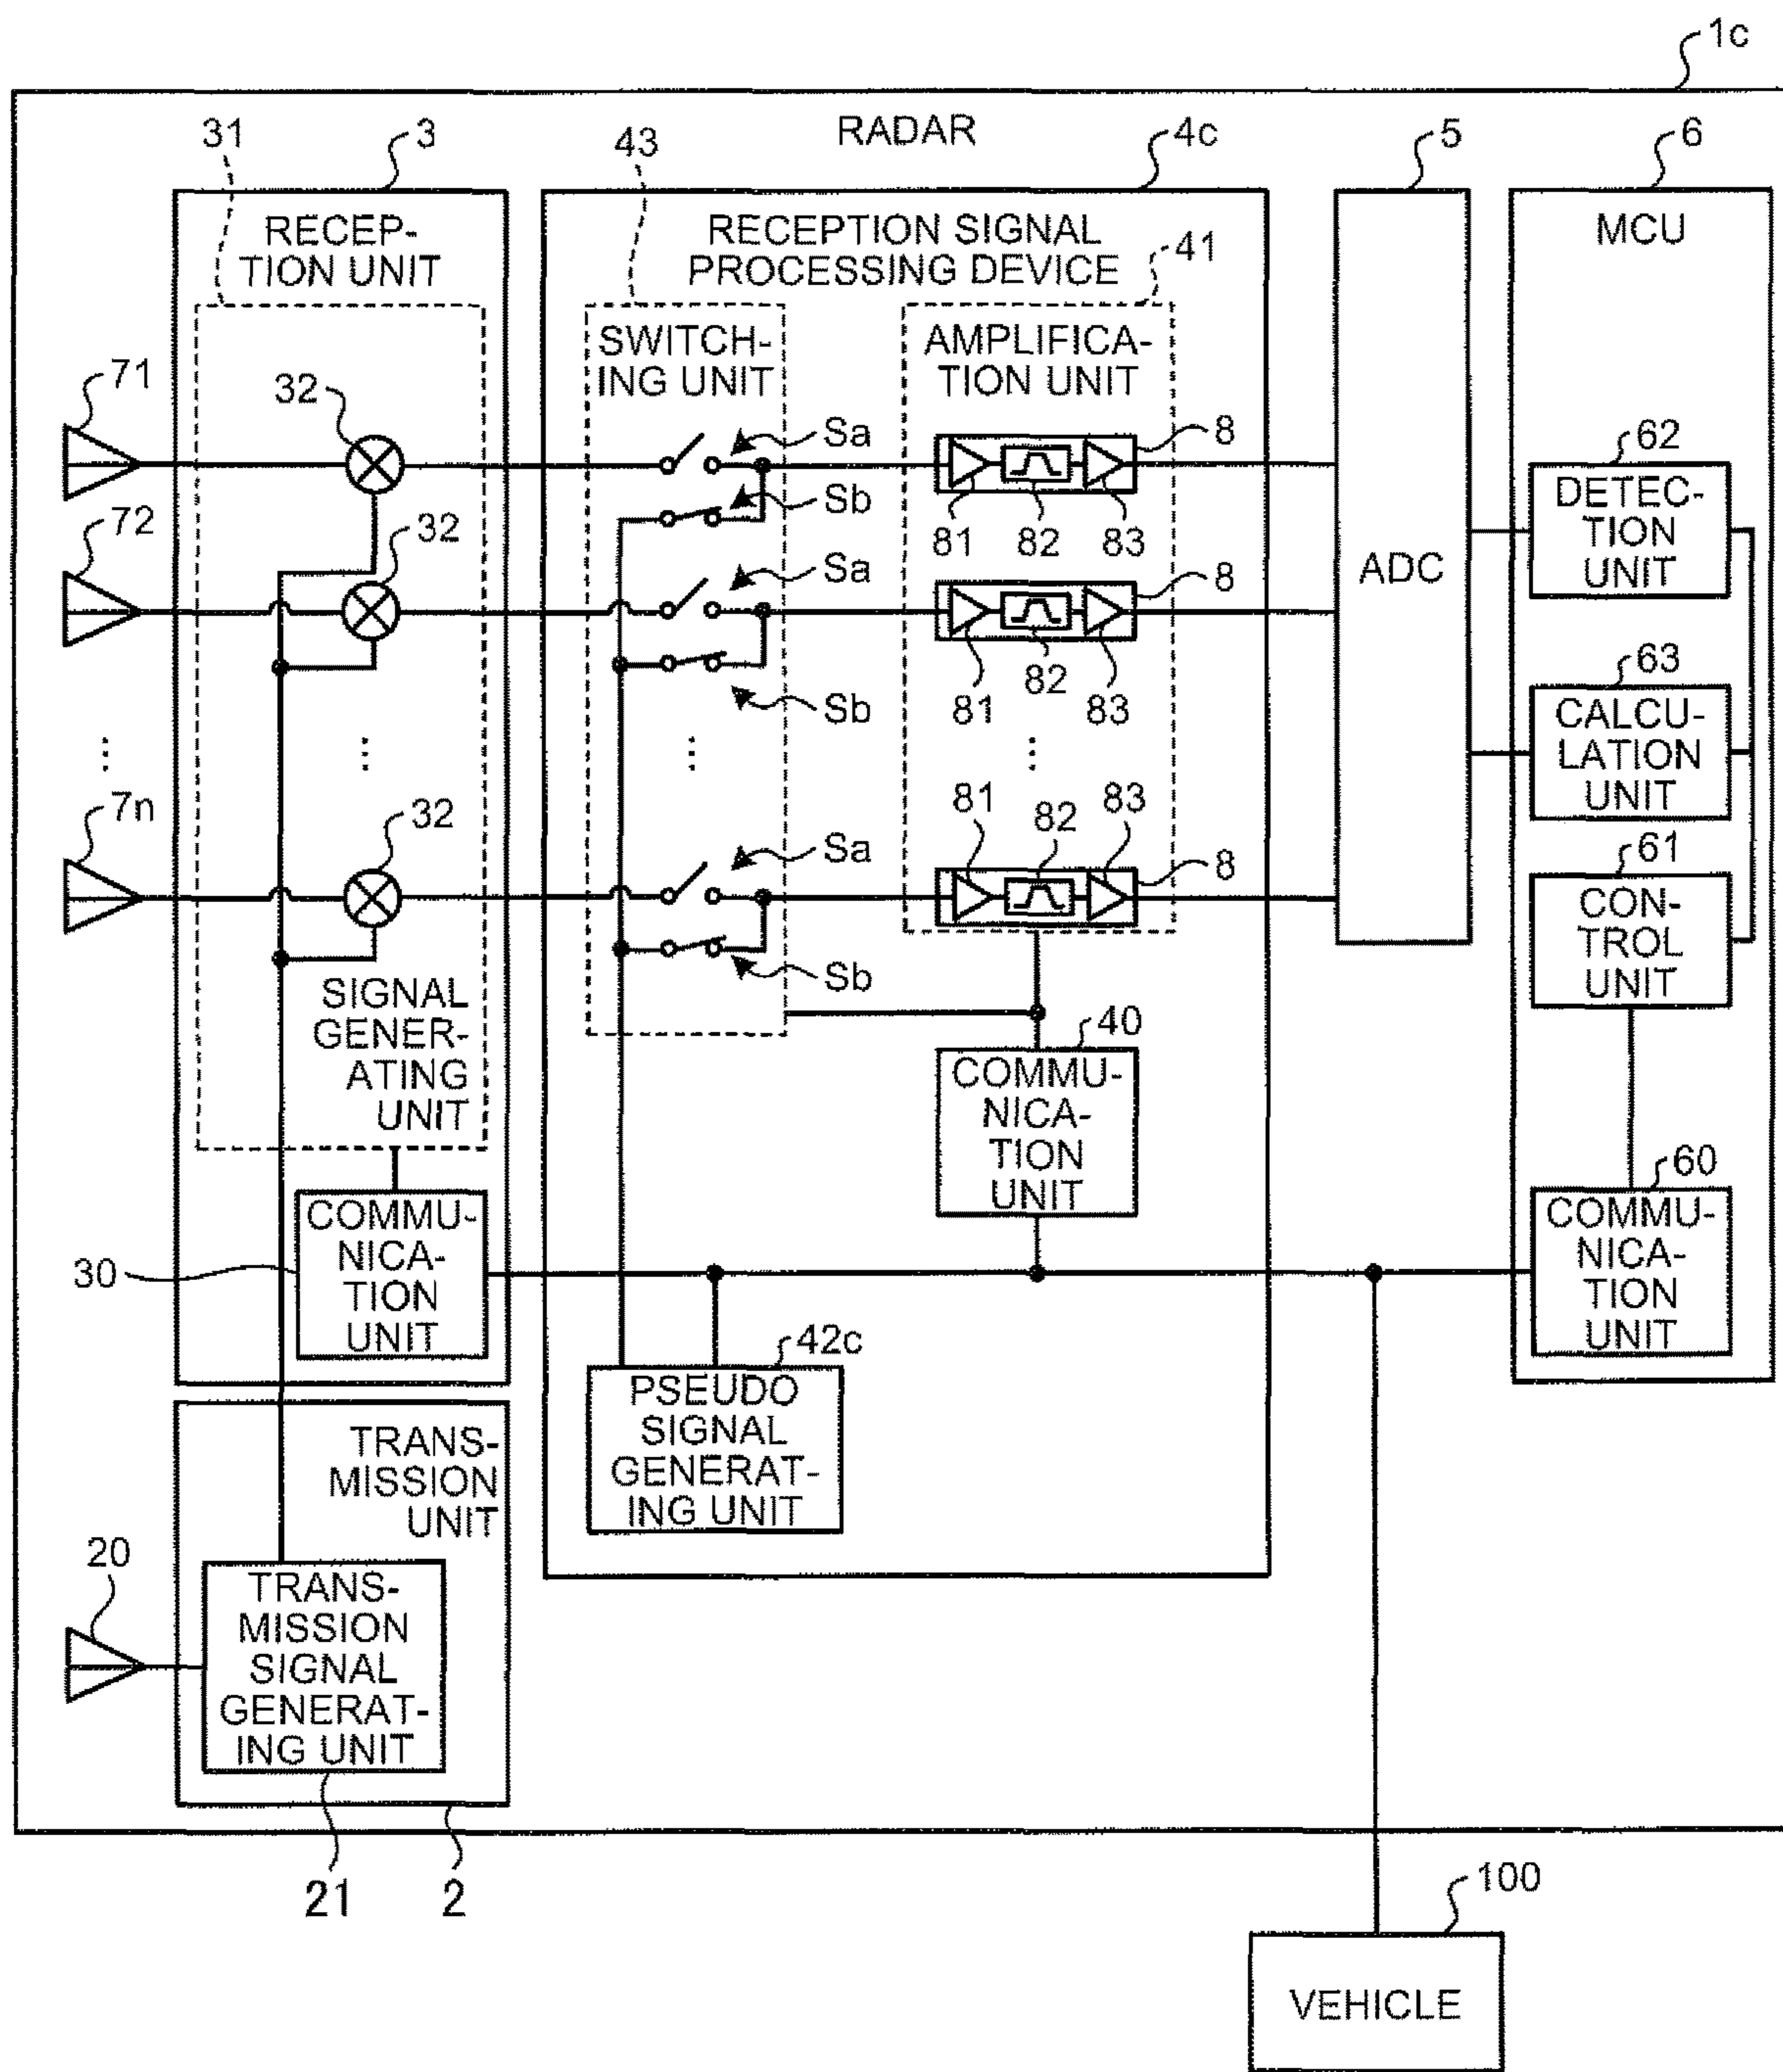 1c
RADAR
31
3
43
4c
5
6
RECEP-
TION UNIT
RECEPTION SIGNAL
PROCESSING DEVICE
41
MCU
SWITCH-
ING UNIT
AMPLIFICA-
TION UNIT
71
32
Sa
8
62
DETEC-
TION
UNIT
Sb
81
82
83
72
32
Sa
8
ADC
81
82
83
Sb
63
CALCU-
LATION
UNIT
...
...
...
...
7n
32
Sa
81
82
83
8
61
CON-
TROL
UNIT
Sb
SIGNAL
GENER-
ATING
UNIT
40
COMMU-
NICA-
TION
UNIT
30
COMMU-
NICA-
TION
UNIT
60
COMMU-
NICA-
TION
UNIT
42c
PSEUDO
SIGNAL
GENERAT-
ING UNIT
TRANS-
MISSION
UNIT
20
TRANS-
MISSION
SIGNAL
GENERAT-
ING UNIT
21
2
100
VEHICLE